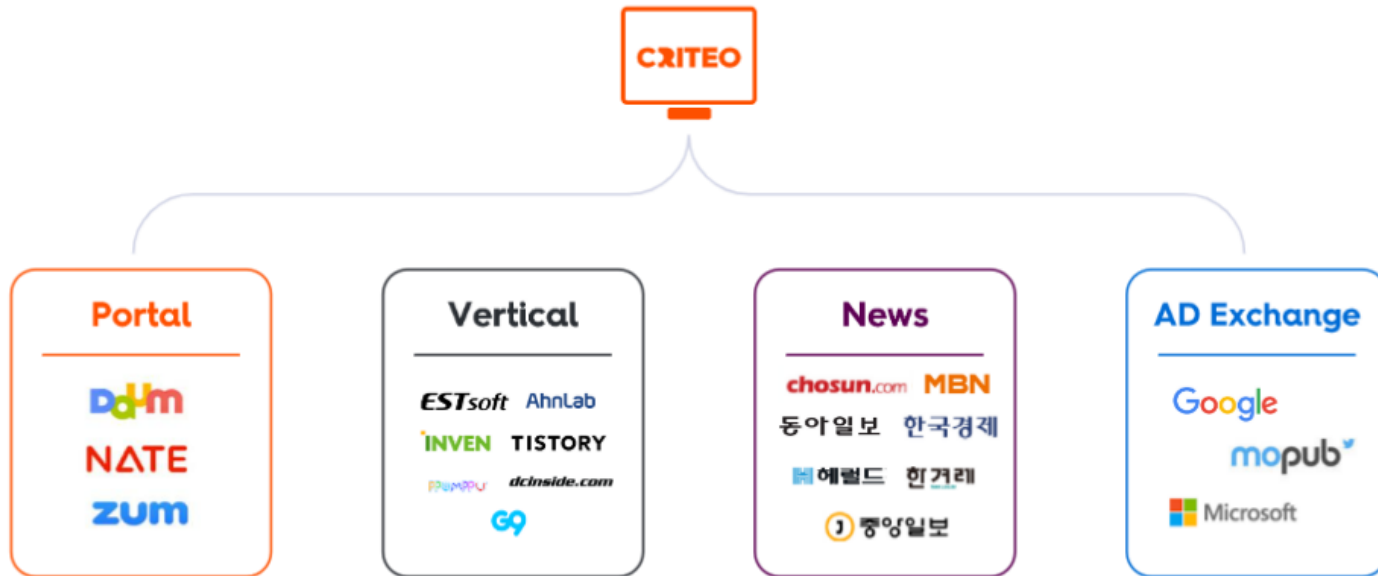 CRITEO
Portal
Daum
NATE
zum
Vertical
ESTsoft AhnLab
INVEN TISTORY
PPOMPPU dcinside.com
G9
News
chosun.com MBN
동아일보 한국경제
헤럴드 한겨레
중앙일보
AD Exchange
Google
mopub
Microsoft